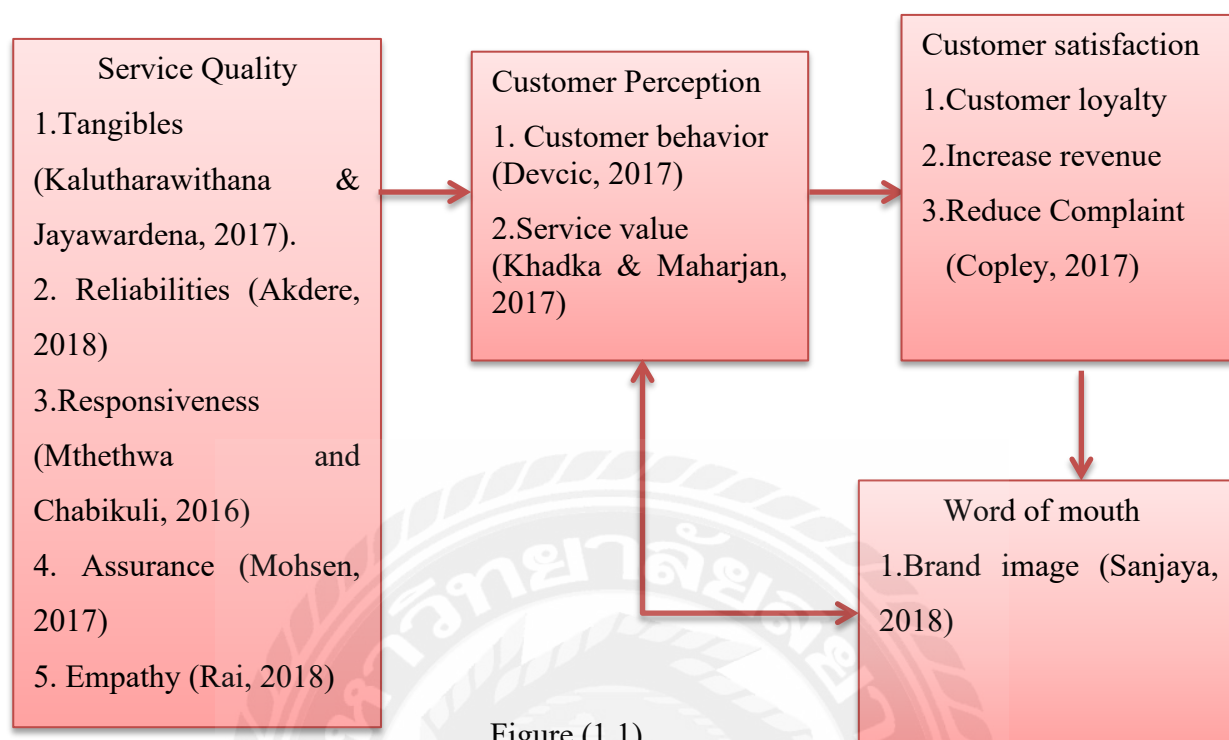 Service Quality
1.Tangibles
(Kalutharawithana &
Jayawardena, 2017).
2. Reliabilities (Akdere,
2018)
3.Responsiveness
(Mthethwa and
Chabikuli, 2016)
4. Assurance (Mohsen,
2017)
5. Empathy (Rai, 2018)
Customer Perception
1. Customer behavior
(Devcic, 2017)
2.Service value
(Khadka & Maharjan,
2017)
Customer satisfaction
1.Customer loyalty
2.Increase revenue
3.Reduce Complaint
(Copley, 2017)
Word of mouth
1.Brand image (Sanjaya,
2018)
Figure (1.1)